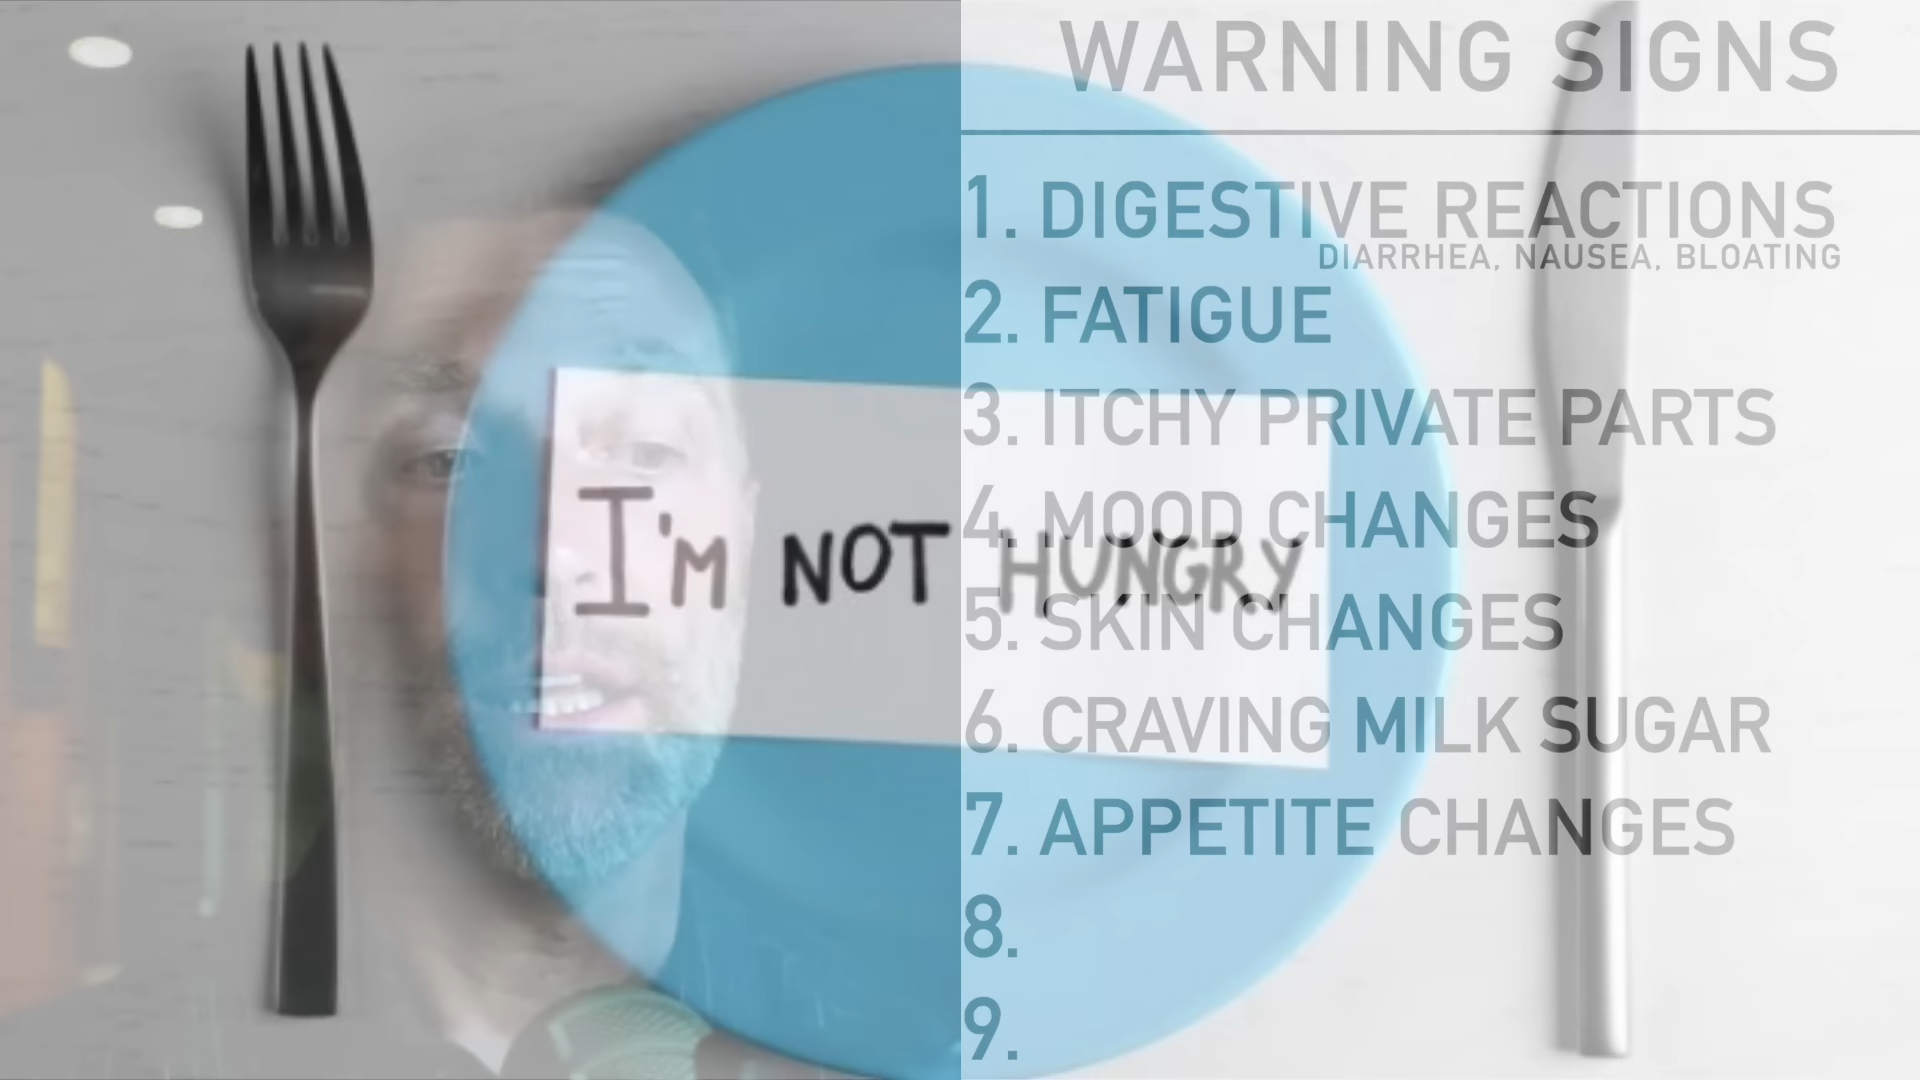 WARNING SIGNS
1. DIGESTIVE REACTIONS
DIARRHEA, NAUSEA, BLOATING
2. FATIGUE
3. ITCHY PRIVATE PARTS
4. MOOD CHANGES
5. SKIN CHANGES
6. CRAVING MILK SUGAR
7. APPETITE CHANGES
8.
9.
I'M NOT HUNGRY